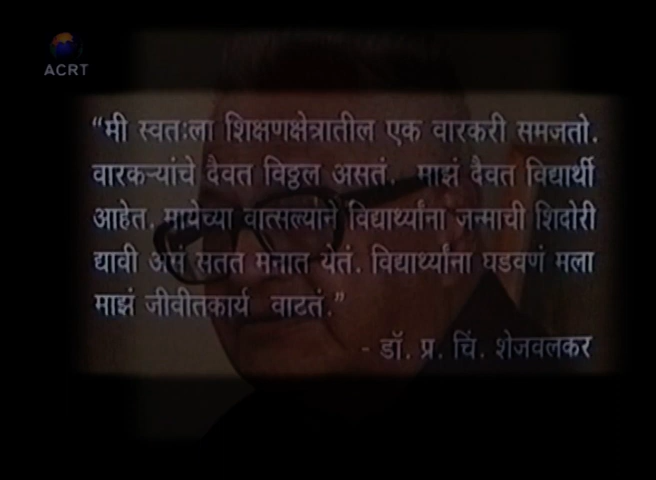 ACRT
“मी स्वतःला शिक्षणक्षेत्रातील एक वारकरी समजतो.
वारकऱ्यांचे दैवत विठ्ठल असतं. माझं दैवत विद्यार्थी
आहेत. मायेच्या वात्सल्यानें विद्यार्थ्यांना जन्माची शिदोरी
द्यावी असं सतत मनात येतं. विद्यार्थ्यांना घडवणं मला
माझं जीवीतकार्य वाटतं.”
- डॉ. प्र. चिं. शेजवलकर